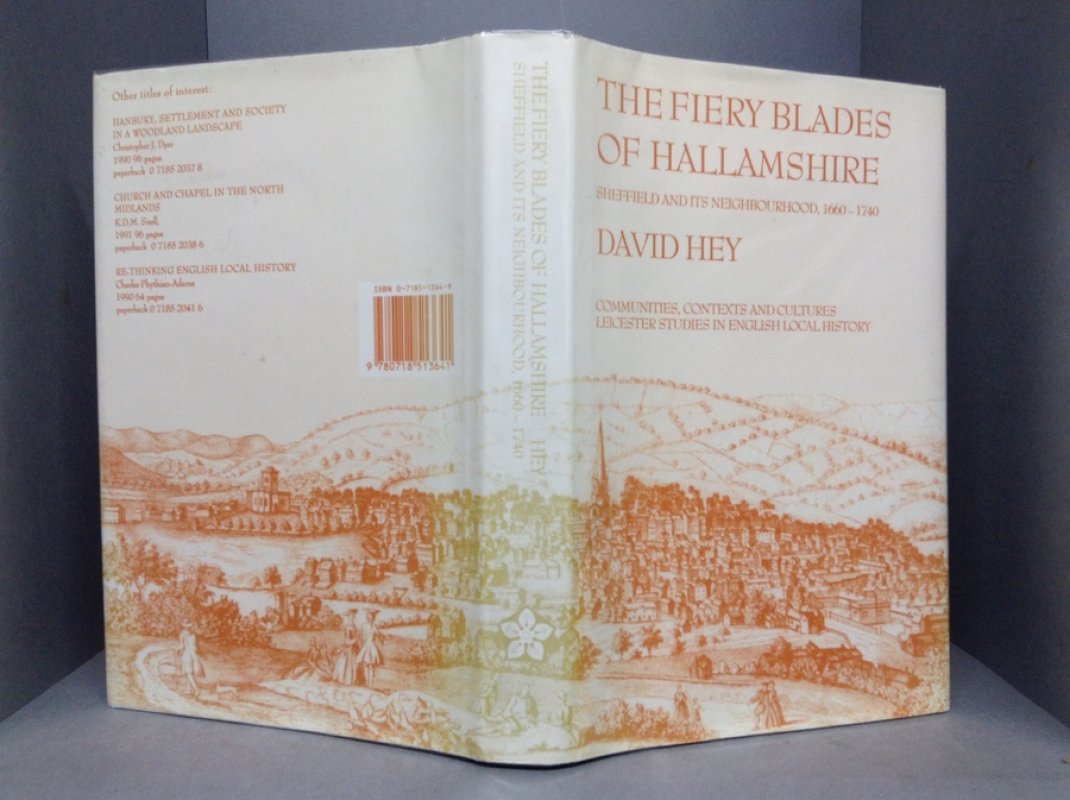 Other titles of interest:
HANBURY, SETTLEMENT AND SOCIETY
IN A WOODLAND LANDSCAPE
Christopher J. Dyer
1990 96 pages
paperback 0 7185 2037 8
CHURCH AND CHAPEL IN THE NORTH
MIDLANDS
K.D.M. Snell,
1991 96 pages
paperback 0 7185 2038 6
RE-THINKING ENGLISH LOCAL HISTORY
Charles Phythian-Adams
1990 64 pages
paperback 0 7185 2041 6
ISBN 0-7185-1364-9
9 780718 513641
THE FIERY BLADES OF HALLAMSHIRE HEY
SHEFFIELD AND ITS NEIGHBOURHOOD, 1660 – 1740
THE FIERY BLADES
OF HALLAMSHIRE
SHEFFIELD AND ITS NEIGHBOURHOOD, 1660 – 1740
DAVID HEY
COMMUNITIES, CONTEXTS AND CULTURES
LEICESTER STUDIES IN ENGLISH LOCAL HISTORY